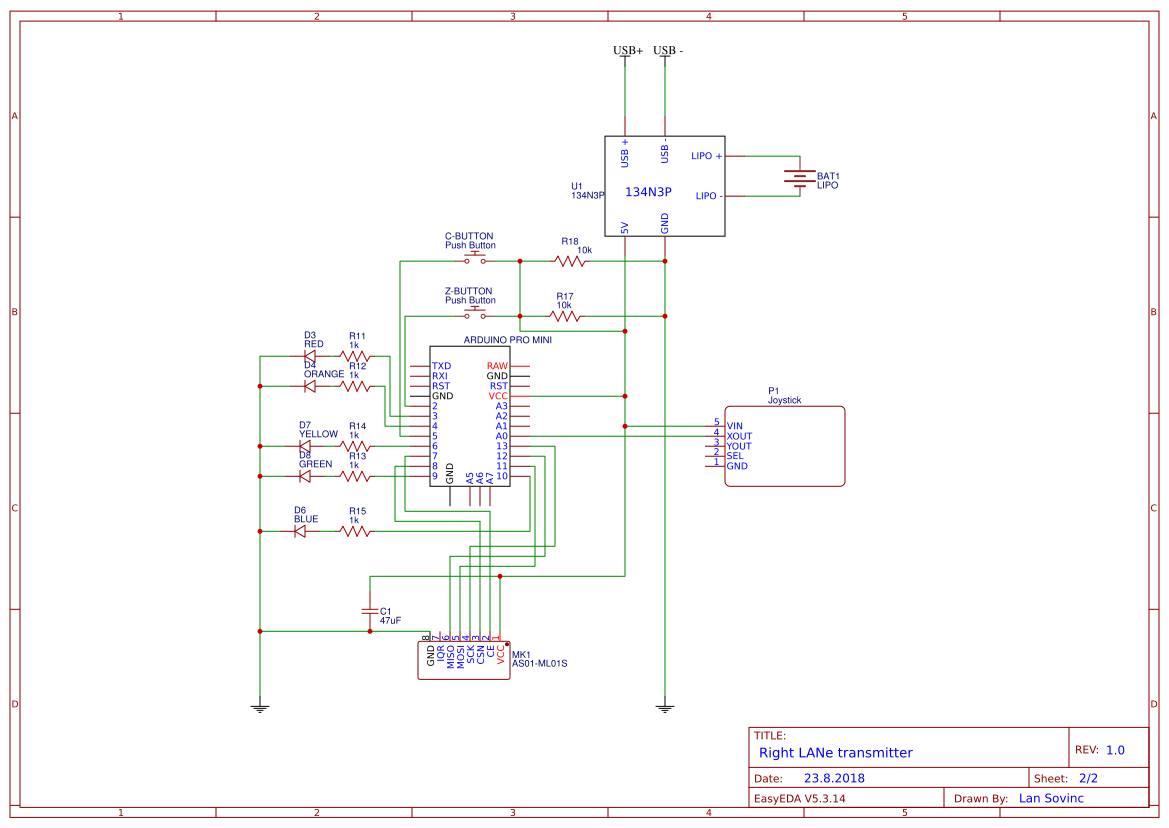 1 2 3 4 5
A A
B B
C C
D D
USB+ USB -
USB + USB -
LIPO +
LIPO -
U1
134N3P
134N3P
5V GND
BAT1
LIPO
C-BUTTON
Push Button
R18
10k
Z-BUTTON
Push Button
R17
10k
D3
RED
R11
1k
D4
ORANGE
R12
1k
D7
YELLOW
R14
1k
D8
GREEN
R13
1k
D6
BLUE
R15
1k
ARDUINO PRO MINI
TXD RAW
RXI GND
RST RST
GND VCC
2 A3
3 A2
4 A1
5 A0
6 13
7 12
8 11
9 10
GND A5 A6 A7
P1
Joystick
5 VIN
4 XOUT
3 YOUT
2 SEL
1 GND
C1
47uF
8 7 6 5 4 3 2 1
GND IQR MISO MOSI SCK CSN CE VCC
MK1
AS01-ML01S
TITLE:
Right LANe transmitter
REV: 1.0
Date: 23.8.2018
Sheet: 2/2
EasyEDA V5.3.14
Drawn By: Lan Sovinc
1 2 3 4 5